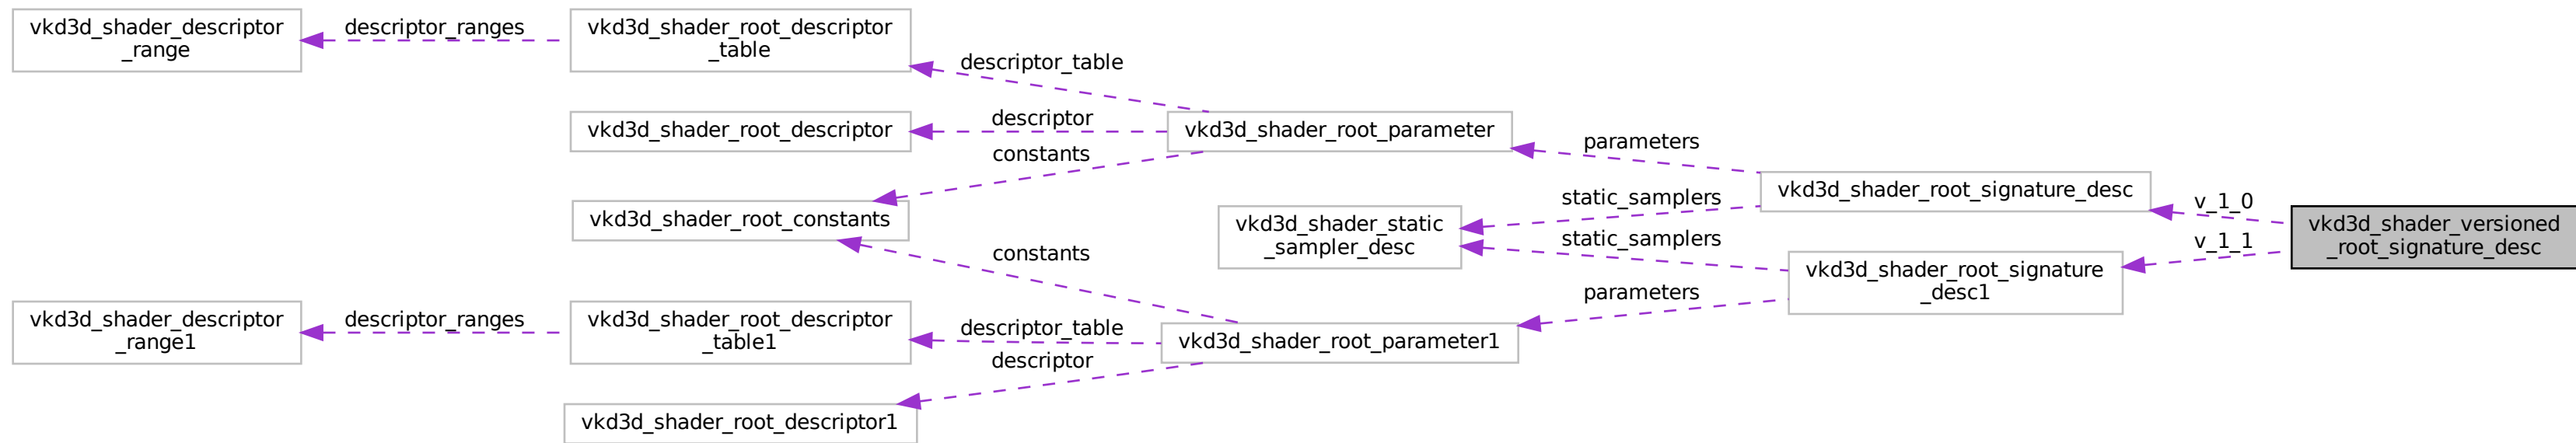 vkd3d_shader_descriptor
_range
descriptor_ranges
vkd3d_shader_root_descriptor
_table
descriptor_table
vkd3d_shader_root_descriptor
descriptor
vkd3d_shader_root_parameter
constants
parameters
vkd3d_shader_root_signature_desc
vkd3d_shader_root_constants
static_samplers
vkd3d_shader_static
_sampler_desc
static_samplers
v_1_0
vkd3d_shader_versioned
_root_signature_desc
v_1_1
constants
vkd3d_shader_root_signature
_desc1
parameters
vkd3d_shader_descriptor
_range1
descriptor_ranges
vkd3d_shader_root_descriptor
_table1
descriptor_table
vkd3d_shader_root_parameter1
descriptor
vkd3d_shader_root_descriptor1